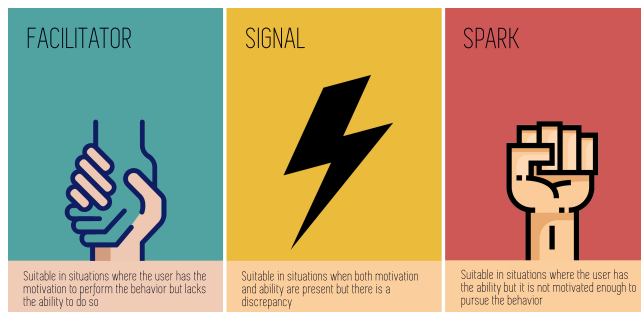 FACILITATOR
Suitable in situations where the user has the
motivation to perform the behavior but lacks
the ability to do so
SIGNAL
Suitable in situations when both motivation
and ability are present but there is a
discrepancy
SPARK
Suitable in situations where the user has
the ability but it is not motivated enough to
pursue the behavior